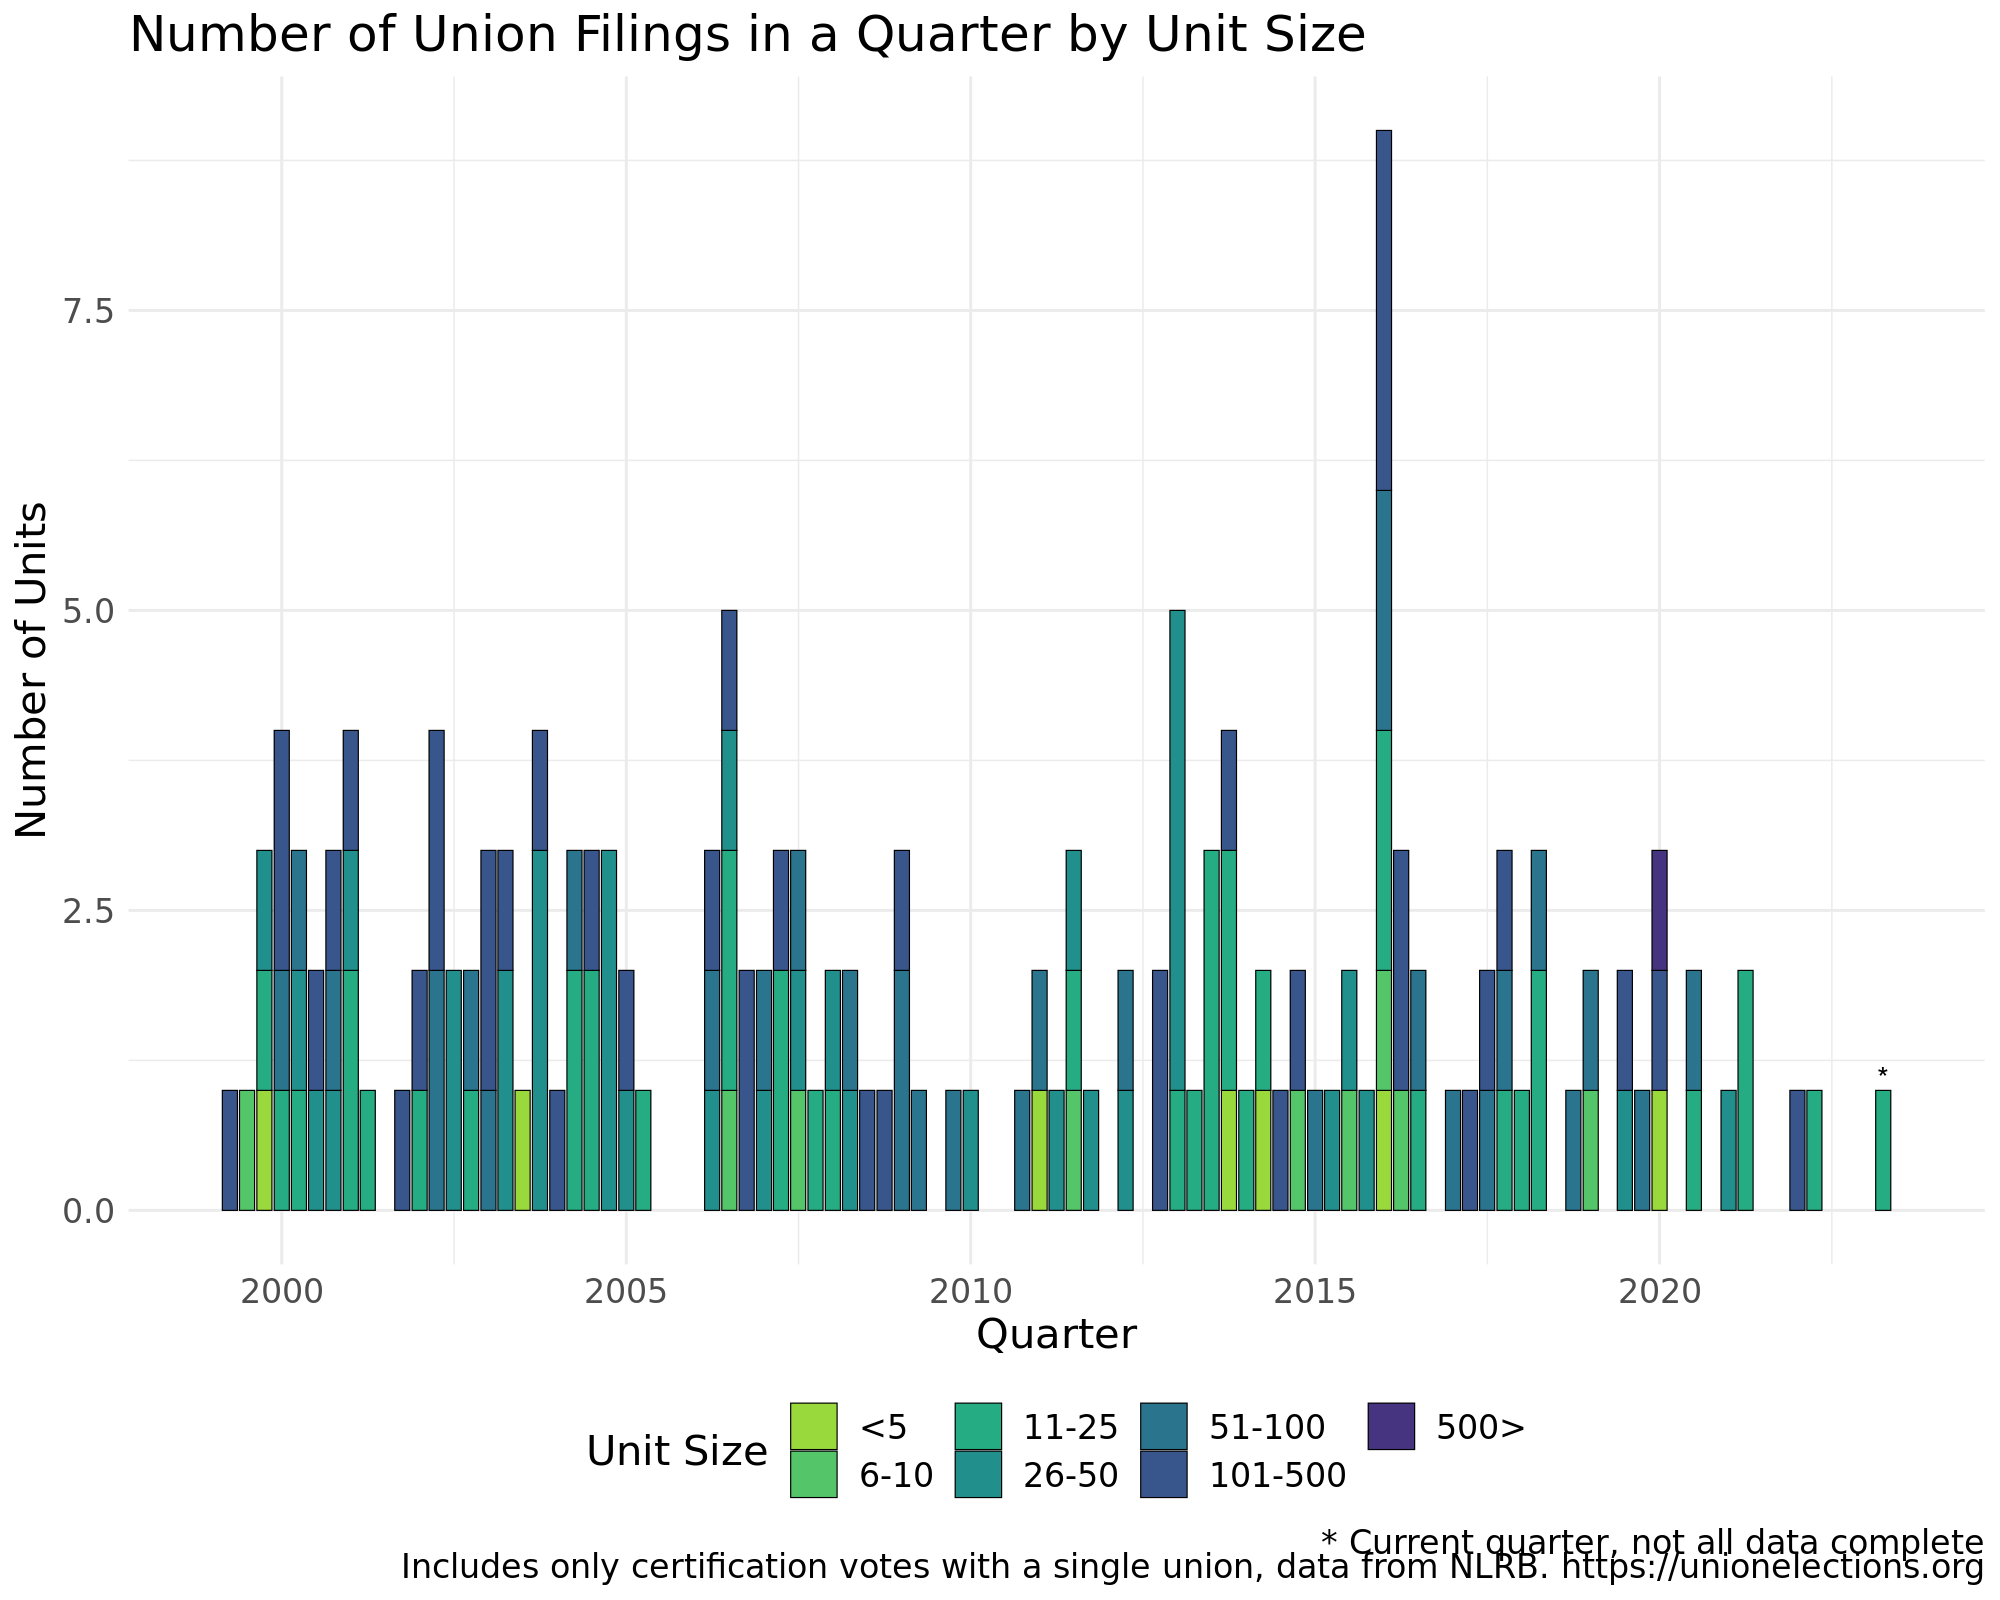 Number of Union Filings in a Quarter by Unit Size
Number of Units
7.5
5.0
2.5
0.0
*
2000 2005 2010 2015 2020
Quarter
Unit Size
<5 11-25 51-100 500>
6-10 26-50 101-500
* Current quarter, not all data complete
Includes only certification votes with a single union, data from NLRB. https://unionelections.org